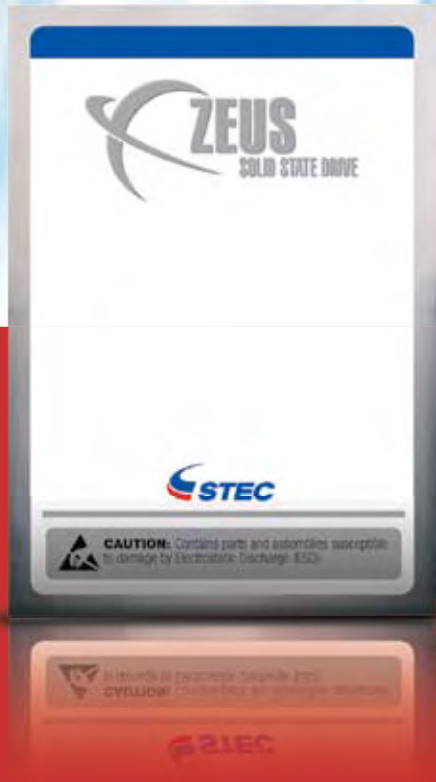 ZEUS
SOLID STATE DRIVE
STEC
CAUTION: Contains parts and assemblies susceptible
to damage by Electrostatic Discharge (ESD)